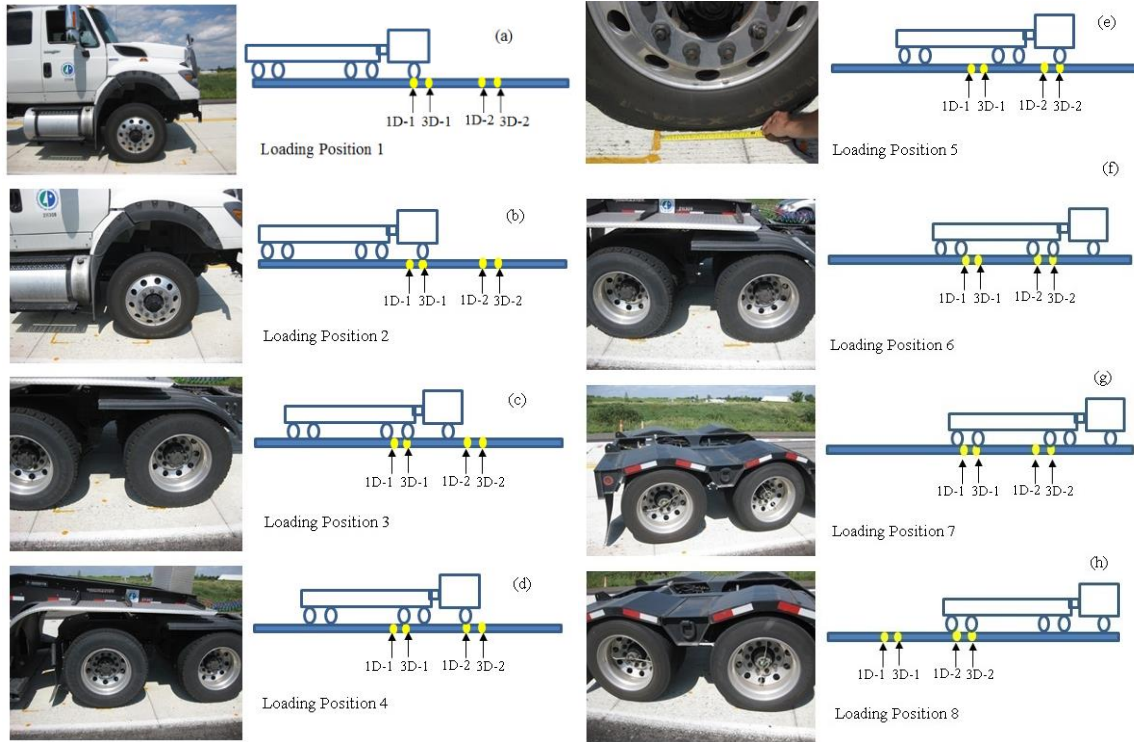 (a)
1D-1 3D-1 1D-2 3D-2
Loading Position 1
(b)
1D-1 3D-1 1D-2 3D-2
Loading Position 2
(c)
1D-1 3D-1 1D-2 3D-2
Loading Position 3
(d)
1D-1 3D-1 1D-2 3D-2
Loading Position 4
(e)
1D-1 3D-1 1D-2 3D-2
Loading Position 5
(f)
1D-1 3D-1 1D-2 3D-2
Loading Position 6
(g)
1D-1 3D-1 1D-2 3D-2
Loading Position 7
(h)
1D-1 3D-1 1D-2 3D-2
Loading Position 8